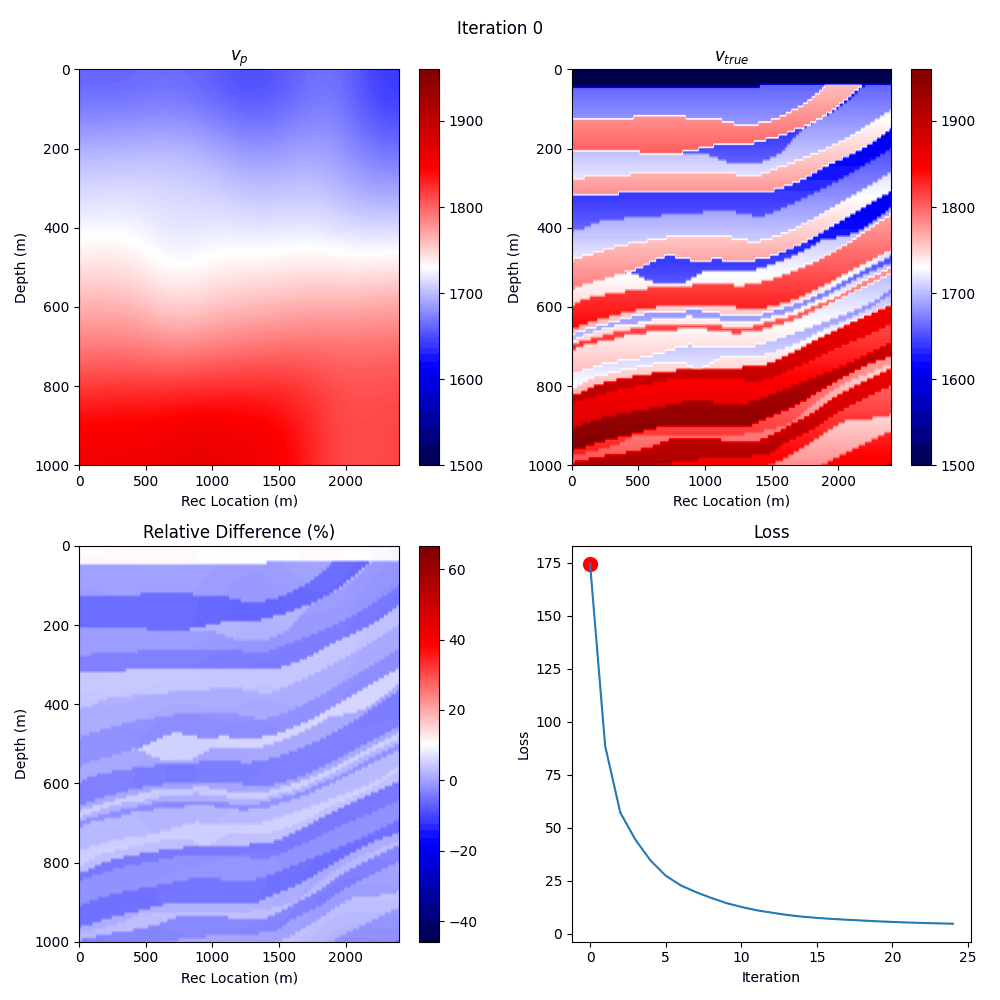 Iteration 0
v_p
0
200
400
600
800
1000
Depth (m)
0 500 1000 1500 2000
Rec Location (m)
1900
1800
1700
1600
1500
v_true
0
200
400
600
800
1000
Depth (m)
0 500 1000 1500 2000
Rec Location (m)
1900
1800
1700
1600
1500
Relative Difference (%)
0
200
400
600
800
1000
Depth (m)
0 500 1000 1500 2000
Rec Location (m)
60
40
20
0
−20
−40
Loss
175
150
125
100
75
50
25
0
Loss
0 5 10 15 20 25
Iteration